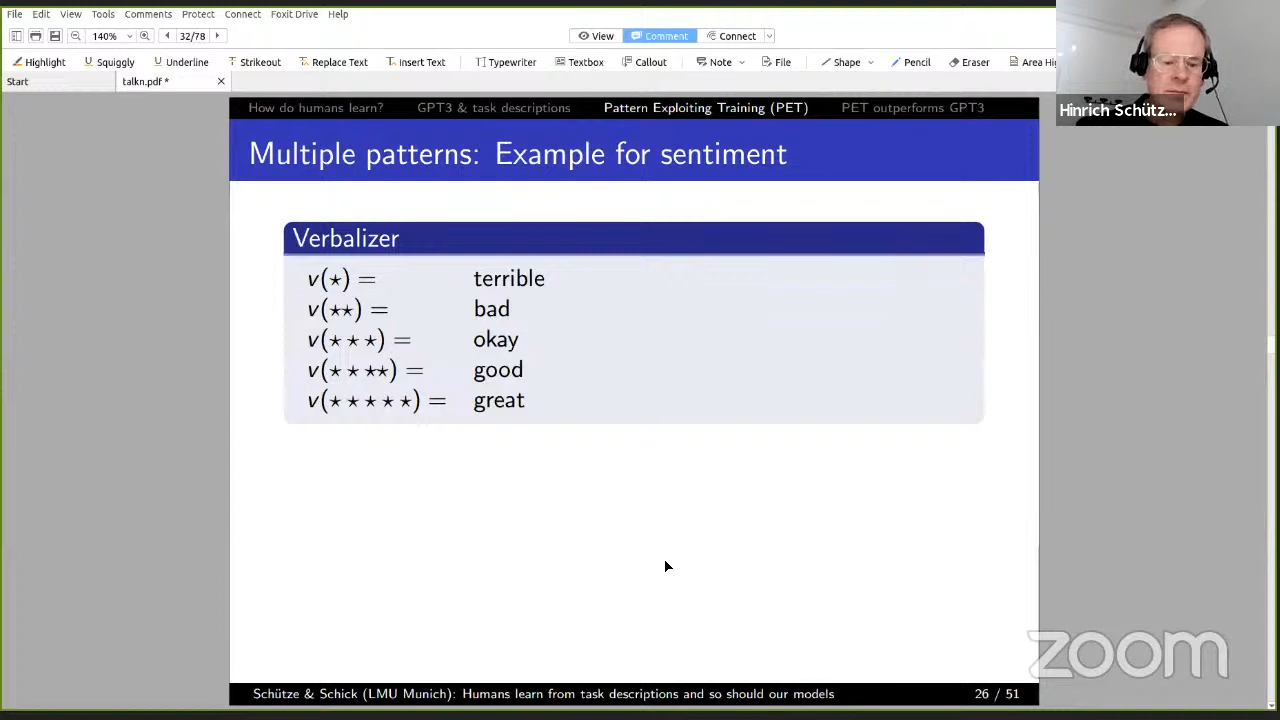 File Edit View Tools Comments Protect Connect Foxit Drive Help
140% 32/78 View Comment Connect
Highlight Squiggly Underline Strikeout Replace Text Insert Text Typewriter Textbox Callout Note File Shape Pencil Eraser Area Hi
Start talkn.pdf *
Hinrich Schütz...
How do humans learn? GPT3 & task descriptions Pattern Exploiting Training (PET) PET outperforms GPT3
Multiple patterns: Example for sentiment
Verbalizer
v(⋆) = terrible
v(⋆⋆) = bad
v(⋆ ⋆ ⋆) = okay
v(⋆ ⋆ ⋆⋆) = good
v(⋆ ⋆ ⋆ ⋆ ⋆) = great
zoom
Schütze & Schick (LMU Munich): Humans learn from task descriptions and so should our models 26 / 51